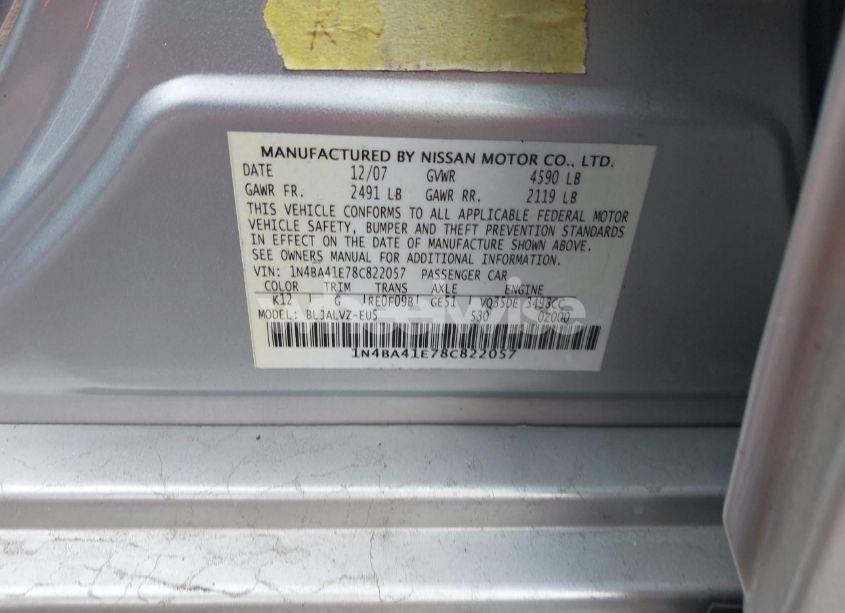 A
MANUFACTURED BY NISSAN MOTOR CO., LTD.
DATE 12/07 GVWR 4590 LB
GAWR FR. 2491 LB GAWR RR. 2119 LB
THIS VEHICLE CONFORMS TO ALL APPLICABLE FEDERAL MOTOR
VEHICLE SAFETY, BUMPER AND THEFT PREVENTION STANDARDS
IN EFFECT ON THE DATE OF MANUFACTURE SHOWN ABOVE.
SEE OWNERS MANUAL FOR ADDITIONAL INFORMATION.
VIN: 1N4BA41E78C822057 PASSENGER CAR
COLOR TRIM TRANS AXLE ENGINE
K12 G RE0F09B GE51 VQ35DE 3498CC
MODEL: BLJALVZ-EUS 530 02000
1N4BA41E78C822057
wheelwise